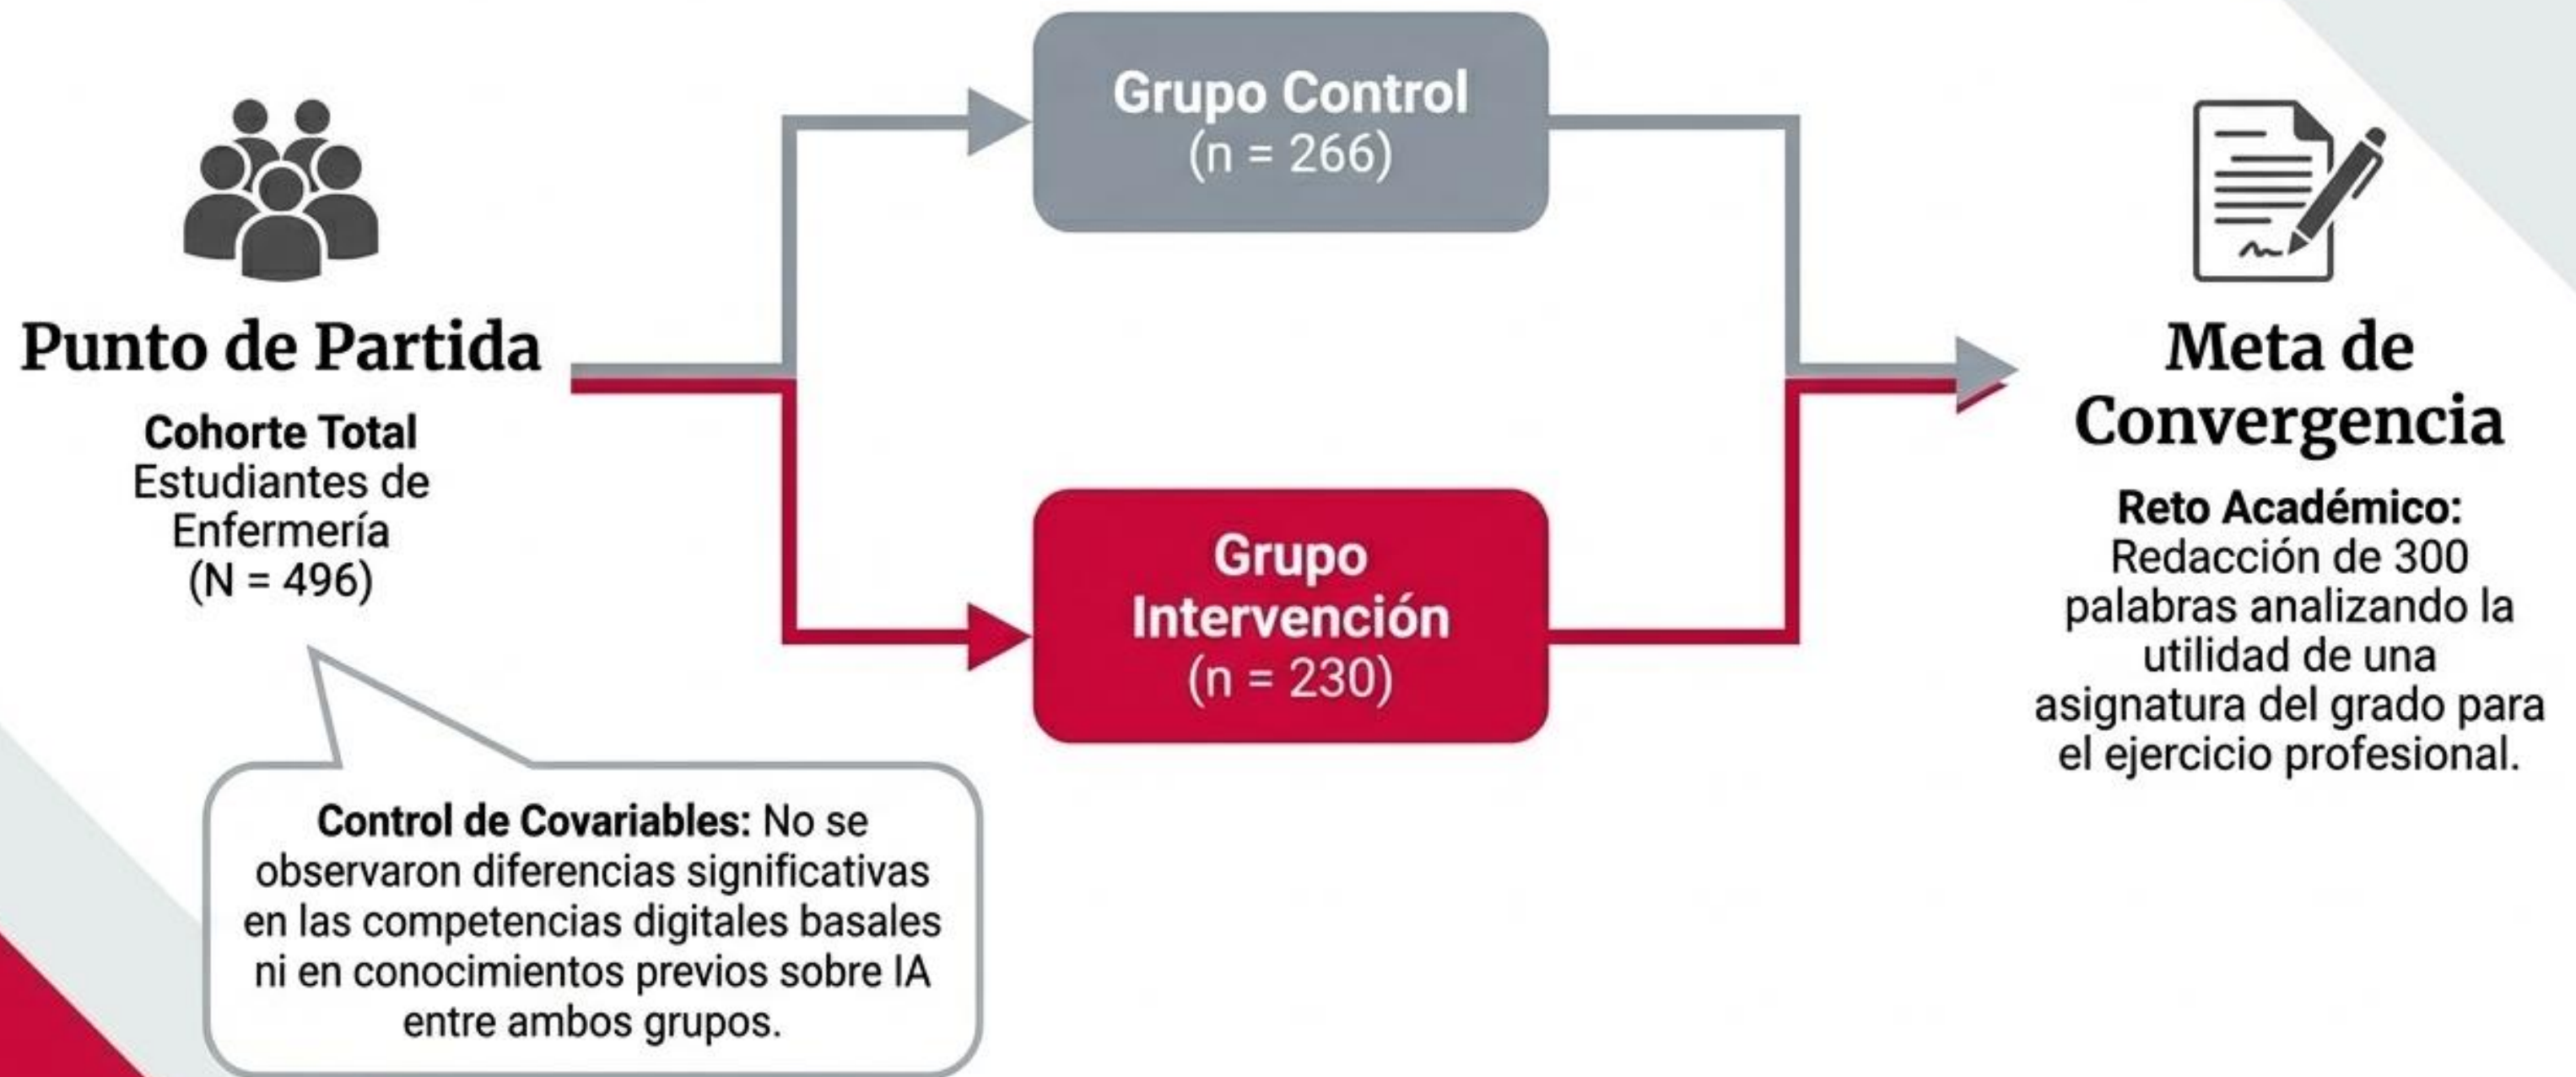 Punto de Partida
Cohorte Total
Estudiantes de
Enfermería
(N = 496)
Control de Covariables: No se
observaron diferencias significativas
en las competencias digitales basales
ni en conocimientos previos sobre IA
entre ambos grupos.
Grupo Control
(n = 266)
Grupo
Intervención
(n = 230)
Meta de
Convergencia
Reto Académico:
Redacción de 300
palabras analizando la
utilidad de una
asignatura del grado para
el ejercicio profesional.